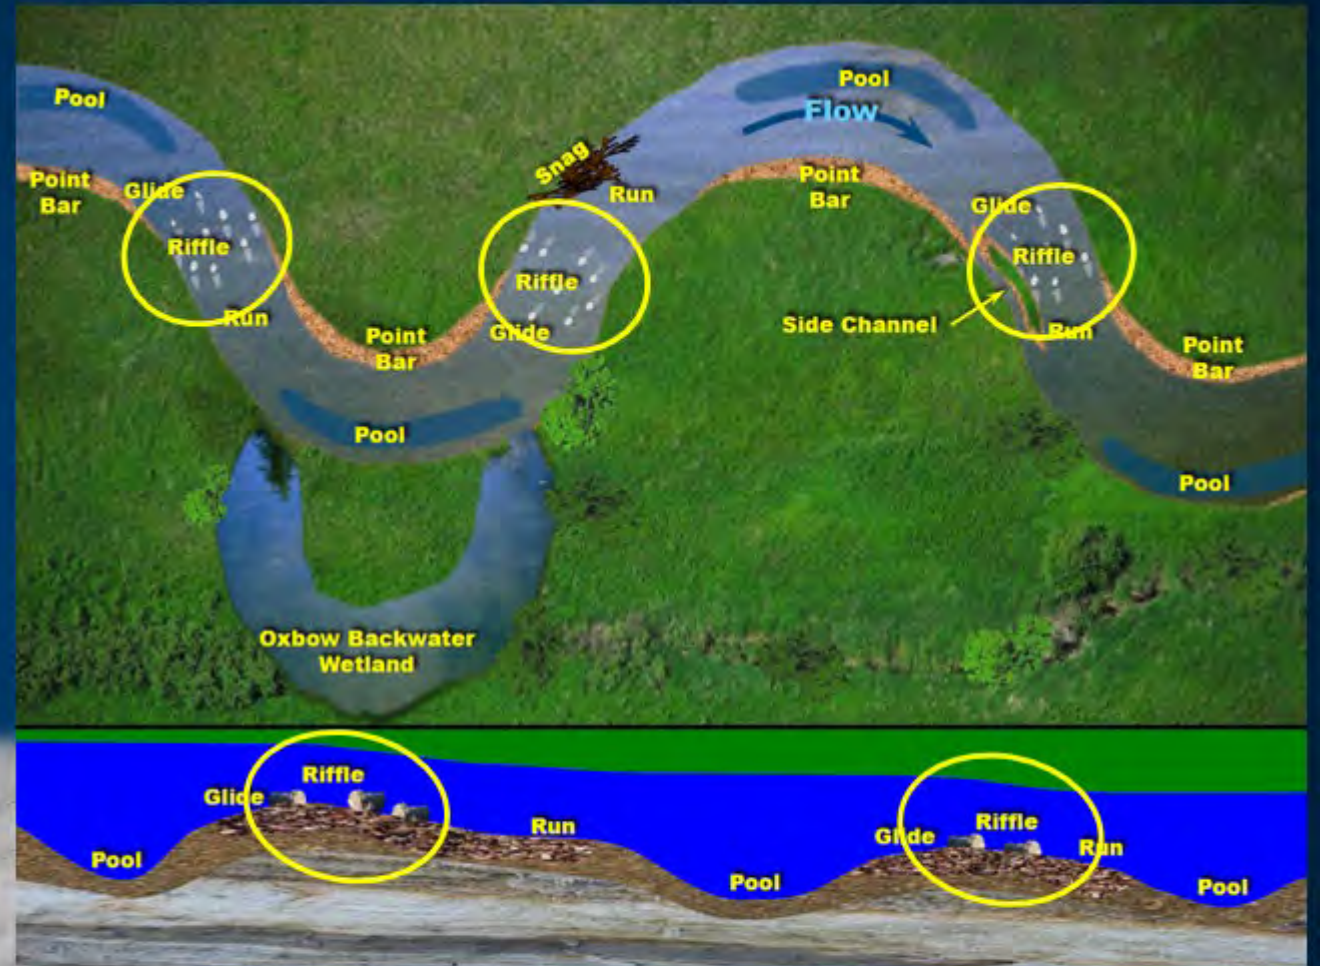 Pool
Flow
Pool
Snag
Point
Bar
Glide
Run
Point
Bar
Glide
Riffle
Riffle
Riffle
Run
Glide
Side Channel
Run
Point
Bar
Point
Bar
Pool
Pool
Oxbow Backwater
Wetland
Riffle
Glide
Run
Pool
Riffle
Glide
Run
Pool
Pool